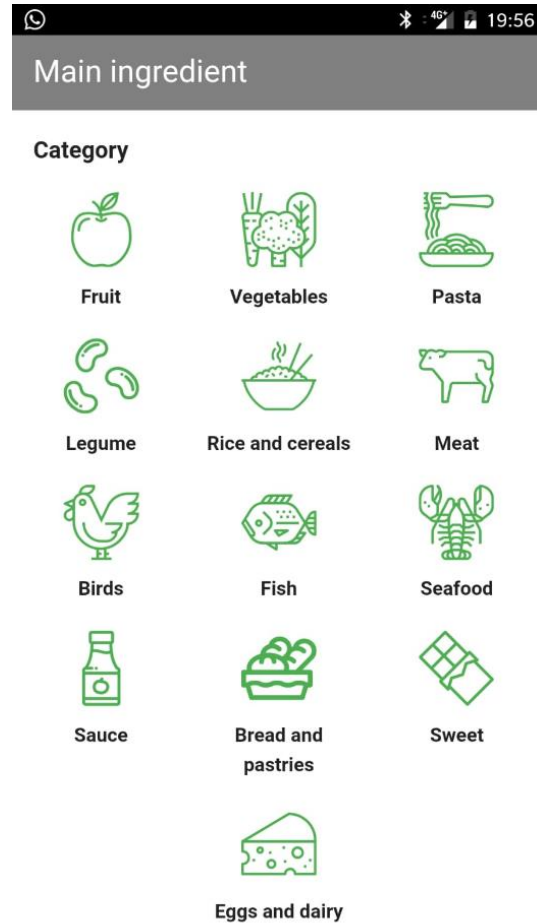 4G+ 19:56
Main ingredient
Category
Fruit Vegetables Pasta
Legume Rice and cereals Meat
Birds Fish Seafood
Sauce Bread and Sweet
pastries
Eggs and dairy